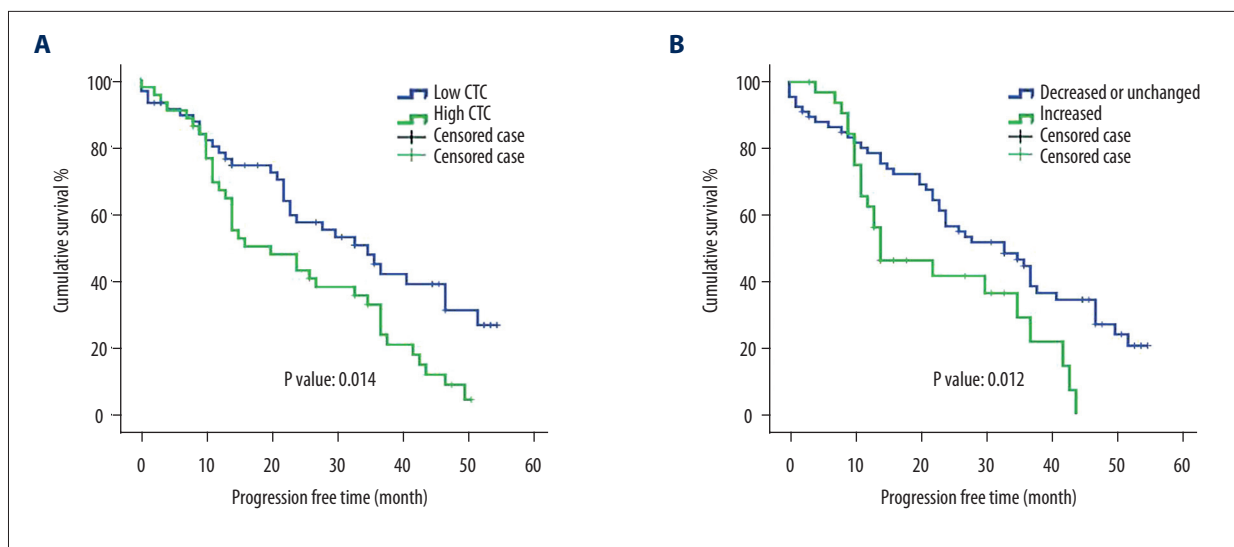 A
Cumulative survival %
100
80
60
40
20
0
Low CTC
High CTC
Censored case
Censored case
P value: 0.014
0 10 20 30 40 50 60
Progression free time (month)
B
Cumulative survival %
100
80
60
40
20
0
Decreased or unchanged
Increased
Censored case
Censored case
P value: 0.012
0 10 20 30 40 50 60
Progression free time (month)